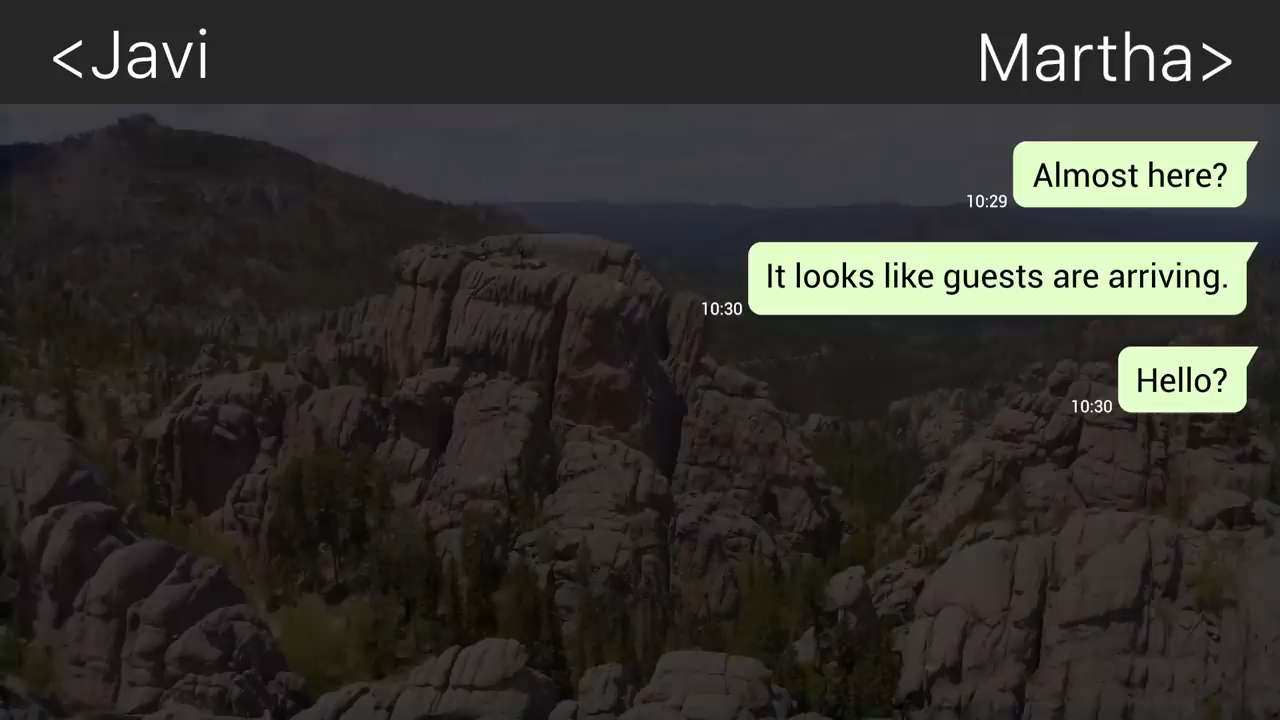 <Javi
Martha>
Almost here?
10:29
It looks like guests are arriving.
10:30
Hello?
10:30